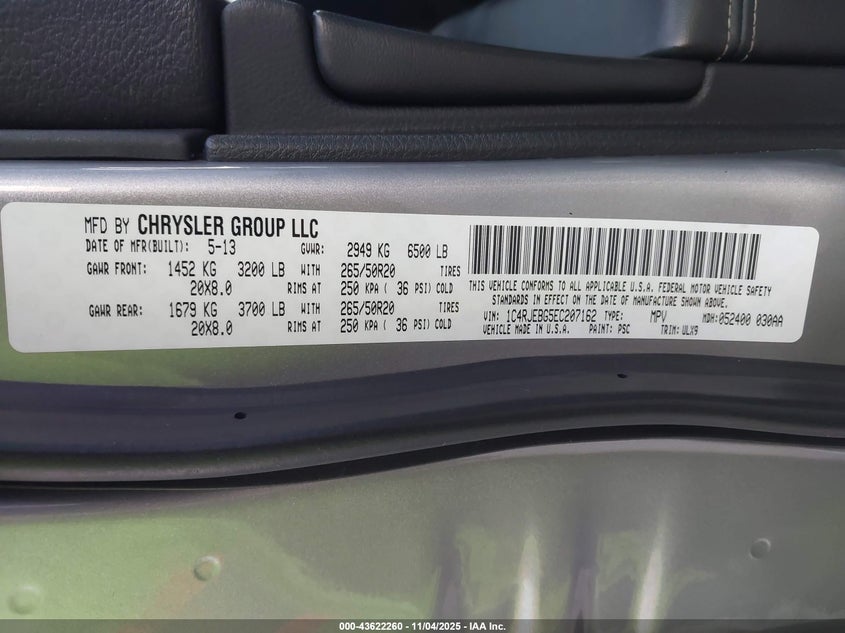 MFD BY CHRYSLER GROUP LLC
DATE OF MFR(BUILT): 5-13 GVWR: 2949 KG 6500 LB
GAWR FRONT: 1452 KG 3200 LB WITH 265/50R20 TIRES
20X8.0 RIMS AT 250 KPA ( 36 PSI) COLD
GAWR REAR: 1679 KG 3700 LB WITH 265/50R20 TIRES
20X8.0 RIMS AT 250 KPA ( 36 PSI) COLD
THIS VEHICLE CONFORMS TO ALL APPLICABLE U.S.A. FEDERAL MOTOR VEHICLE SAFETY
STANDARDS IN EFFECT ON THE DATE OF MANUFACTURE SHOWN ABOVE.
VIN: 1C4RJEBG5EC207162 TYPE: MPV MDH:052400 030AA
VEHICLE MADE IN U.S.A. PAINT: PSC TRIM: ULX9
000-43622260 - 11/04/2025 - IAA Inc.